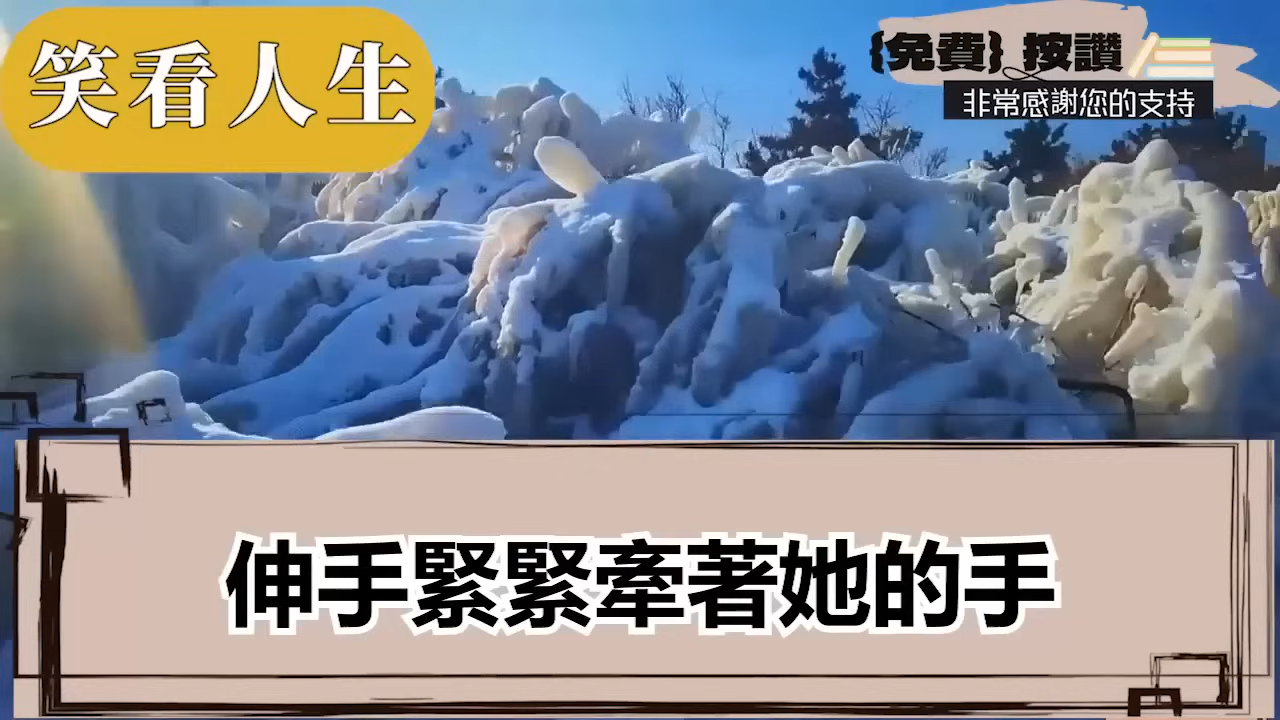 笑看人生
{免費} 按讚
非常感謝您的支持
伸手緊緊牽著她的手